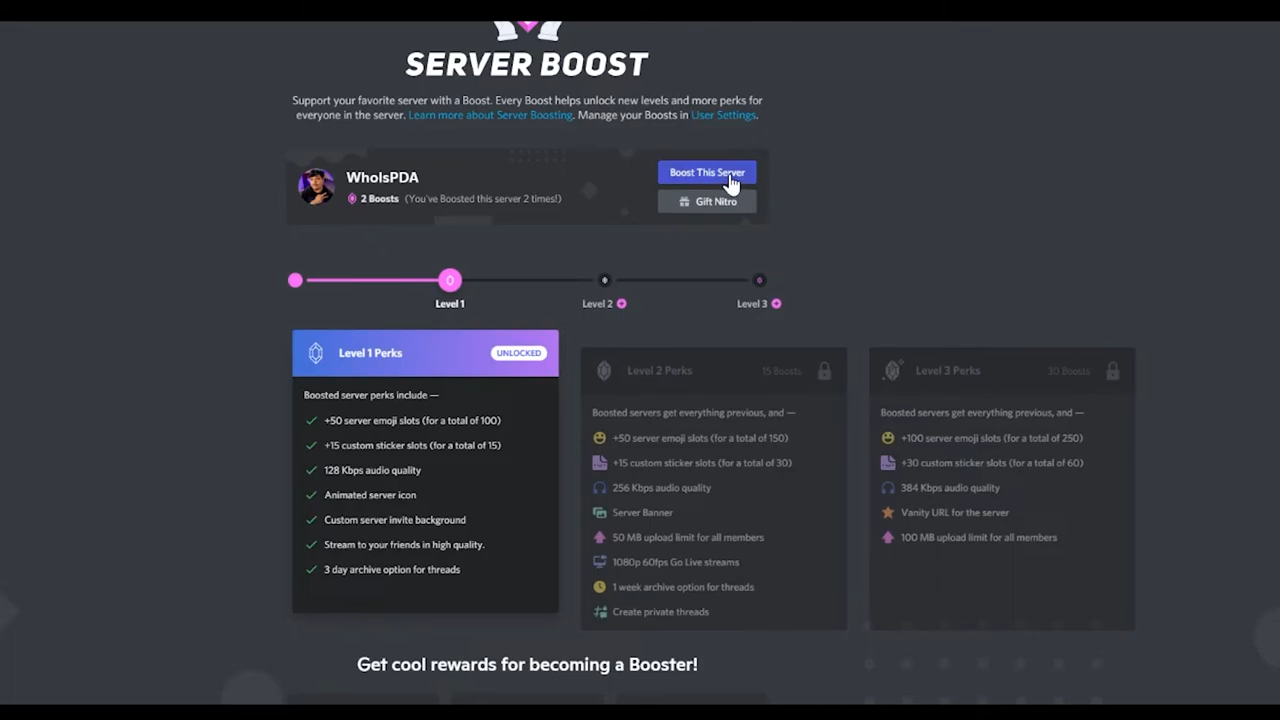 SERVER BOOST
Support your favorite server with a Boost. Every Boost helps unlock new levels and more perks for
everyone in the server. Learn more about Server Boosting. Manage your Boosts in User Settings.
WhoIsPDA
2 Boosts (You've Boosted this server 2 times!)
Boost This Server
Gift Nitro
Level 1
Level 2
Level 3
Level 1 Perks
UNLOCKED
Boosted server perks include —
+50 server emoji slots (for a total of 100)
+15 custom sticker slots (for a total of 15)
128 Kbps audio quality
Animated server icon
Custom server invite background
Stream to your friends in high quality.
3 day archive option for threads
Level 2 Perks
15 Boosts
Boosted servers get everything previous, and —
+50 server emoji slots (for a total of 150)
+15 custom sticker slots (for a total of 30)
256 Kbps audio quality
Server Banner
50 MB upload limit for all members
1080p 60fps Go Live streams
1 week archive option for threads
Create private threads
Level 3 Perks
30 Boosts
Boosted servers get everything previous, and —
+100 server emoji slots (for a total of 250)
+30 custom sticker slots (for a total of 60)
384 Kbps audio quality
Vanity URL for the server
100 MB upload limit for all members
Get cool rewards for becoming a Booster!